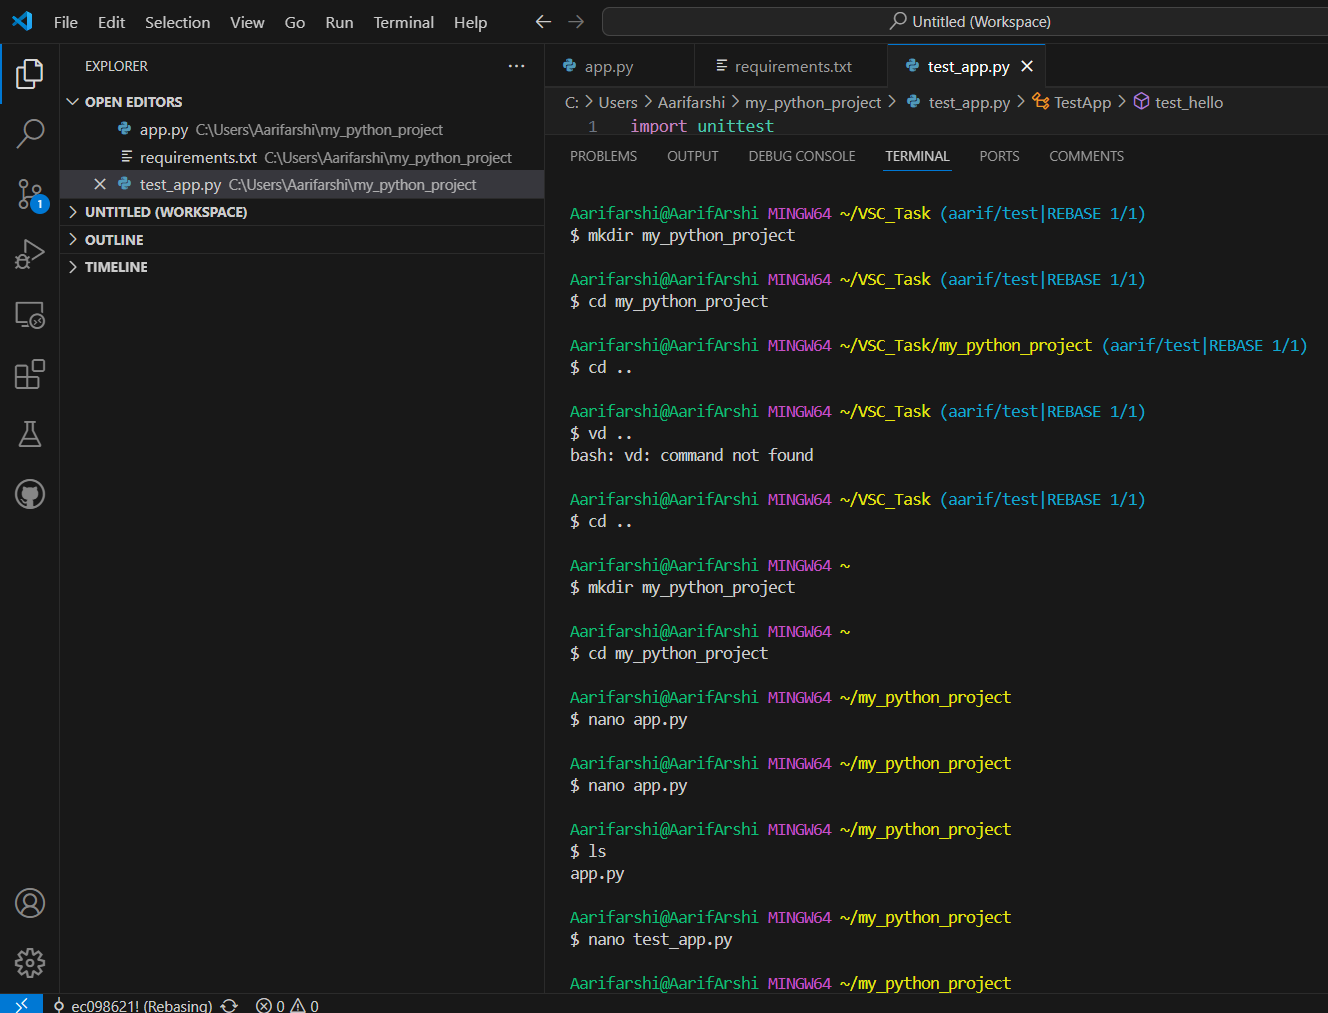 File Edit Selection View Go Run Terminal Help Untitled (Workspace)
EXPLORER ...
OPEN EDITORS
app.py C:\Users\Aarifarshi\my_python_project
requirements.txt C:\Users\Aarifarshi\my_python_project
test_app.py C:\Users\Aarifarshi\my_python_project
UNTITLED (WORKSPACE)
OUTLINE
TIMELINE
1
app.py requirements.txt test_app.py
C: > Users > Aarifarshi > my_python_project > test_app.py > TestApp > test_hello
1 import unittest
PROBLEMS OUTPUT DEBUG CONSOLE TERMINAL PORTS COMMENTS
Aarifarshi@AarifArshi MINGW64 ~/VSC_Task (aarif/test|REBASE 1/1)
$ mkdir my_python_project
Aarifarshi@AarifArshi MINGW64 ~/VSC_Task (aarif/test|REBASE 1/1)
$ cd my_python_project
Aarifarshi@AarifArshi MINGW64 ~/VSC_Task/my_python_project (aarif/test|REBASE 1/1)
$ cd ..
Aarifarshi@AarifArshi MINGW64 ~/VSC_Task (aarif/test|REBASE 1/1)
$ vd ..
bash: vd: command not found
Aarifarshi@AarifArshi MINGW64 ~/VSC_Task (aarif/test|REBASE 1/1)
$ cd ..
Aarifarshi@AarifArshi MINGW64 ~
$ mkdir my_python_project
Aarifarshi@AarifArshi MINGW64 ~
$ cd my_python_project
Aarifarshi@AarifArshi MINGW64 ~/my_python_project
$ nano app.py
Aarifarshi@AarifArshi MINGW64 ~/my_python_project
$ nano app.py
Aarifarshi@AarifArshi MINGW64 ~/my_python_project
$ ls
app.py
Aarifarshi@AarifArshi MINGW64 ~/my_python_project
$ nano test_app.py
Aarifarshi@AarifArshi MINGW64 ~/my_python_project
ec098621! (Rebasing) 0 0